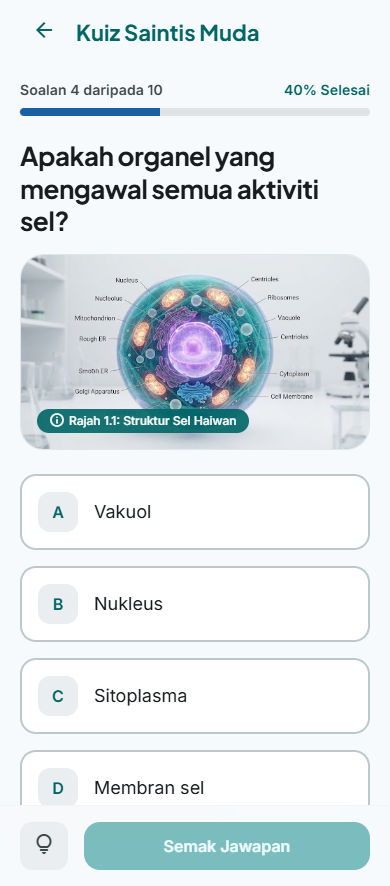 Kuiz Saintis Muda
Soalan 4 daripada 10
40% Selesai
Apakah organel yang
mengawal semua aktiviti
sel?
Nucleus
Nucleolus
Mitochondrion
Rough ER
Smooth ER
Golgi Apparatus
Centrioles
Ribosomes
Vacuole
Centrioles
Cytoplasm
Cell Membrane
Rajah 1.1: Struktur Sel Haiwan
A Vakuol
B Nukleus
C Sitoplasma
D Membran sel
Semak Jawapan